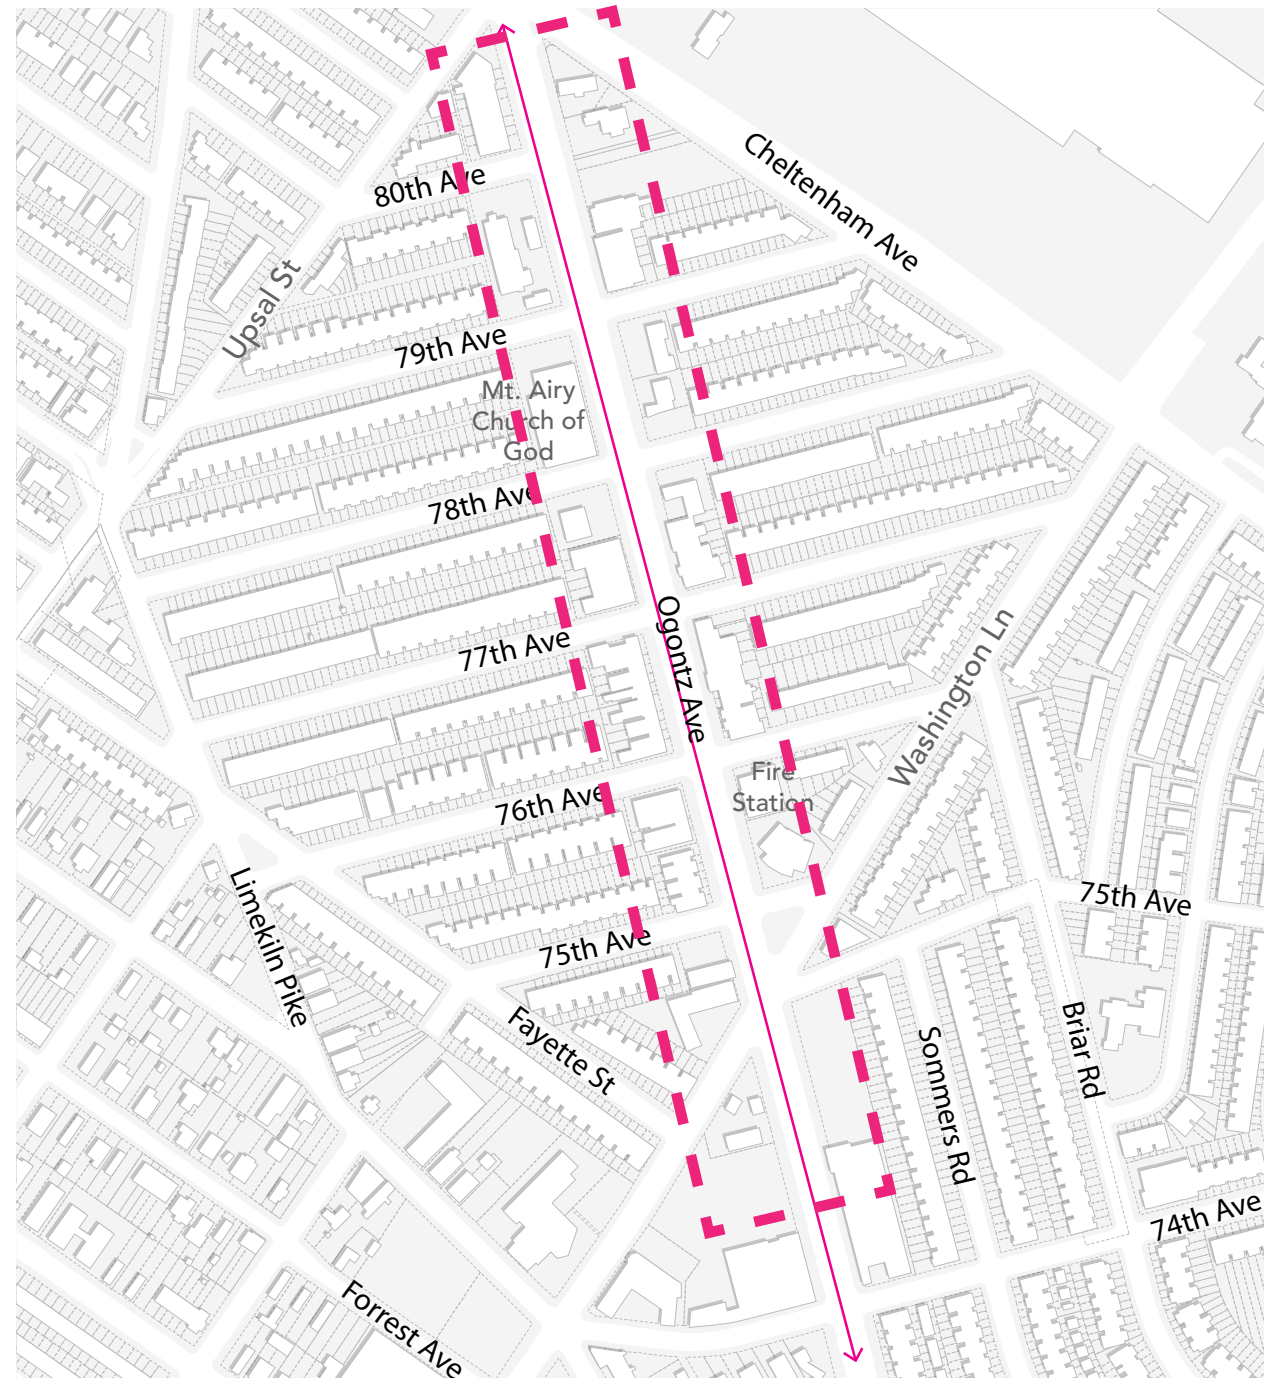 Cheltenham Ave
80th Ave
Upsal St
79th Ave
Mt. Airy
Church of
God
78th Ave
Ogontz Ave
77th Ave
Washington Ln
Fire
Station
76th Ave
Limekiln Pike
75th Ave
75th Ave
Fayette St
Sommers Rd
Briar Rd
74th Ave
Forrest Ave